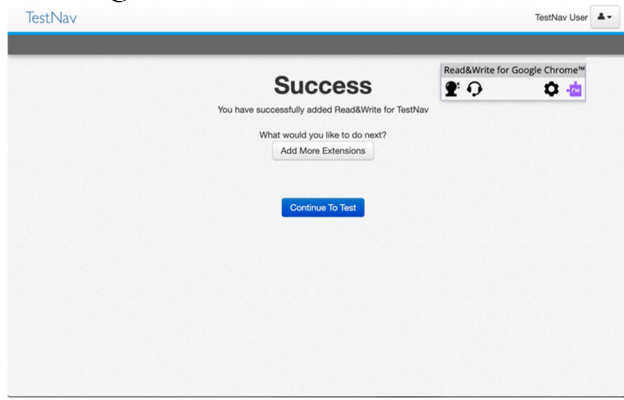 TestNav
TestNav User
Read&Write for Google Chrome™
rw
Success
You have successfully added Read&Write for TestNav
What would you like to do next?
Add More Extensions
Continue To Test